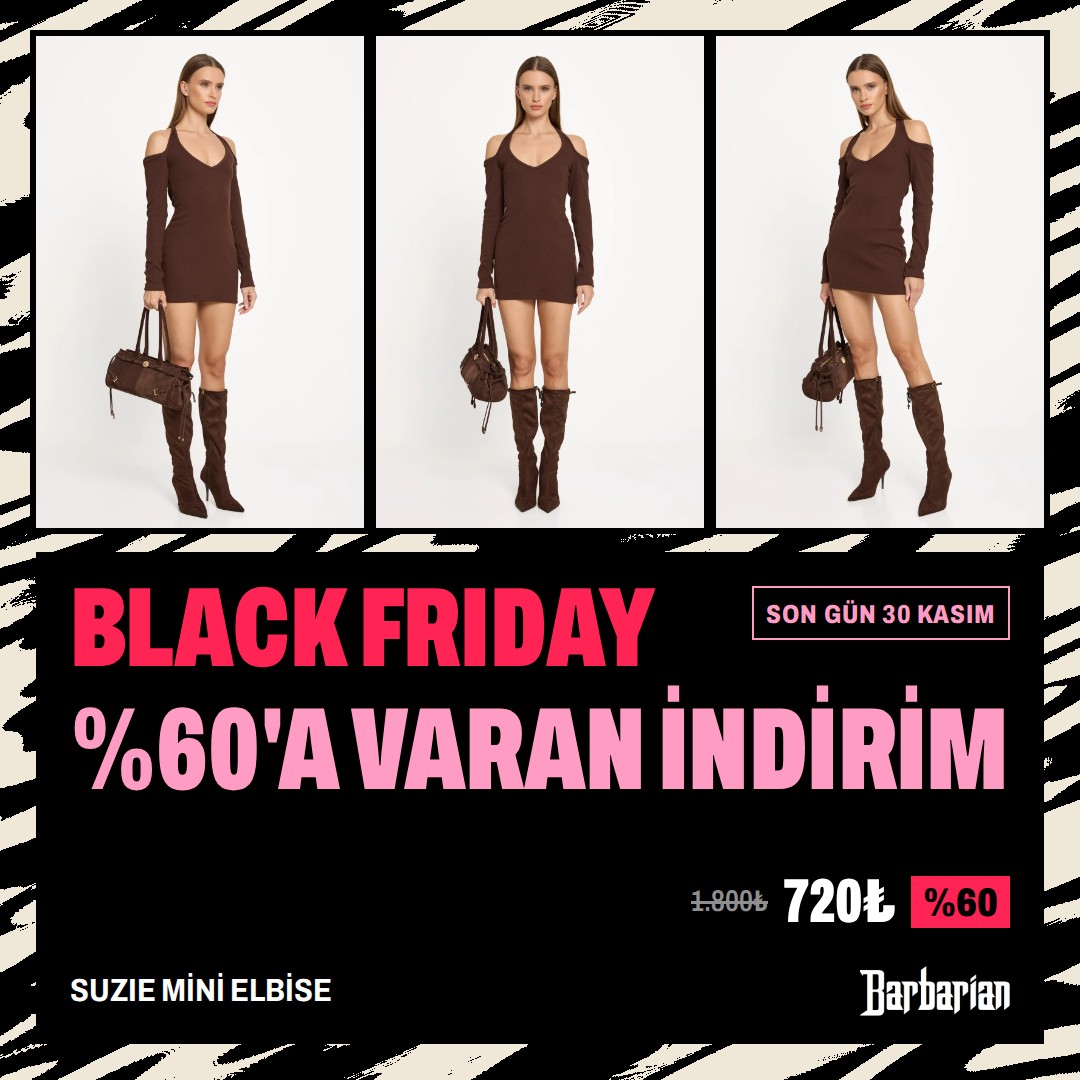 BLACK FRIDAY
SON GÜN 30 KASIM
%60'A VARAN İNDİRİM
1.800₺ 720₺ %60
SUZIE MİNİ ELBİSE
Barbarian